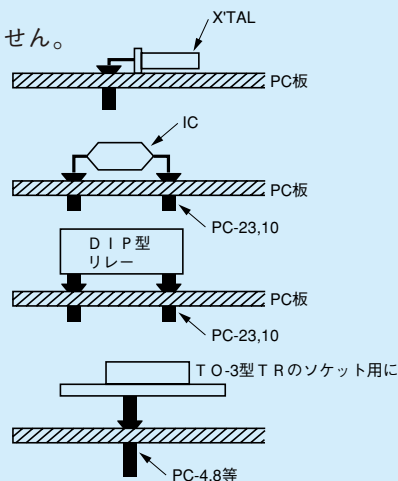 せん。
X'TAL
PC板
IC
PC板
PC-23,10
ＤＩＰ型
リレー
PC板
PC-23,10
ＴＯ-3型ＴＲのソケット用に
PC-4,8等